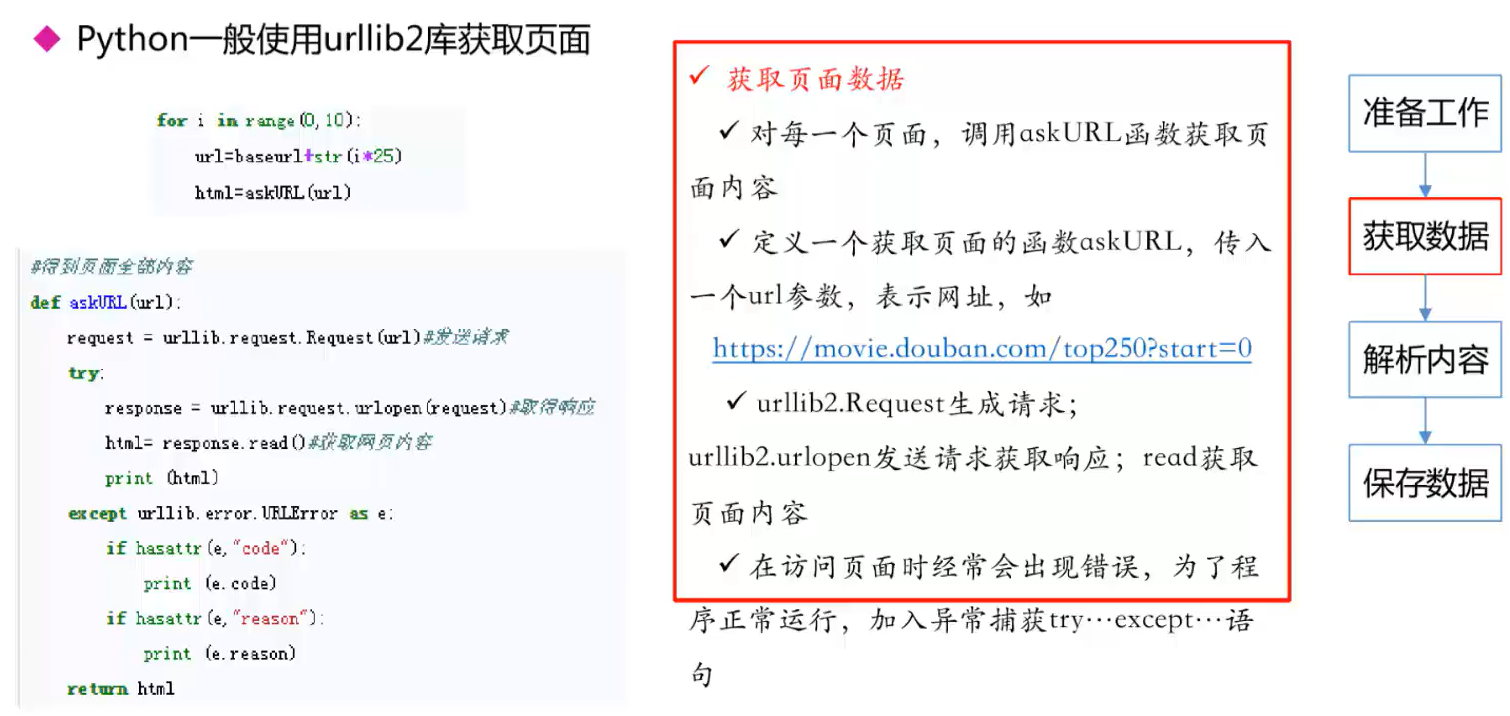 Python一般使用urllib2库获取页面
for i in range(0,10):
url=baseurl+str(i*25)
html=askURL(url)
#得到页面全部内容
def askURL(url):
request = urllib.request.Request(url)#发送请求
try:
response = urllib.request.urlopen(request)#取得响应
html= response.read()#获取网页内容
print (html)
except urllib.error.URLError as e:
if hasattr(e,"code"):
print (e.code)
if hasattr(e,"reason"):
print (e.reason)
return html
✓ 获取页面数据
✓ 对每一个页面，调用askURL函数获取页
面内容
✓ 定义一个获取页面的函数askURL，传入
一个url参数，表示网址，如
https://movie.douban.com/top250?start=0
✓ urllib2.Request生成请求；
urllib2.urlopen发送请求获取响应；read获取
页面内容
✓ 在访问页面时经常会出现错误，为了程
序正常运行，加入异常捕获try…except…语
句
准备工作
获取数据
解析内容
保存数据